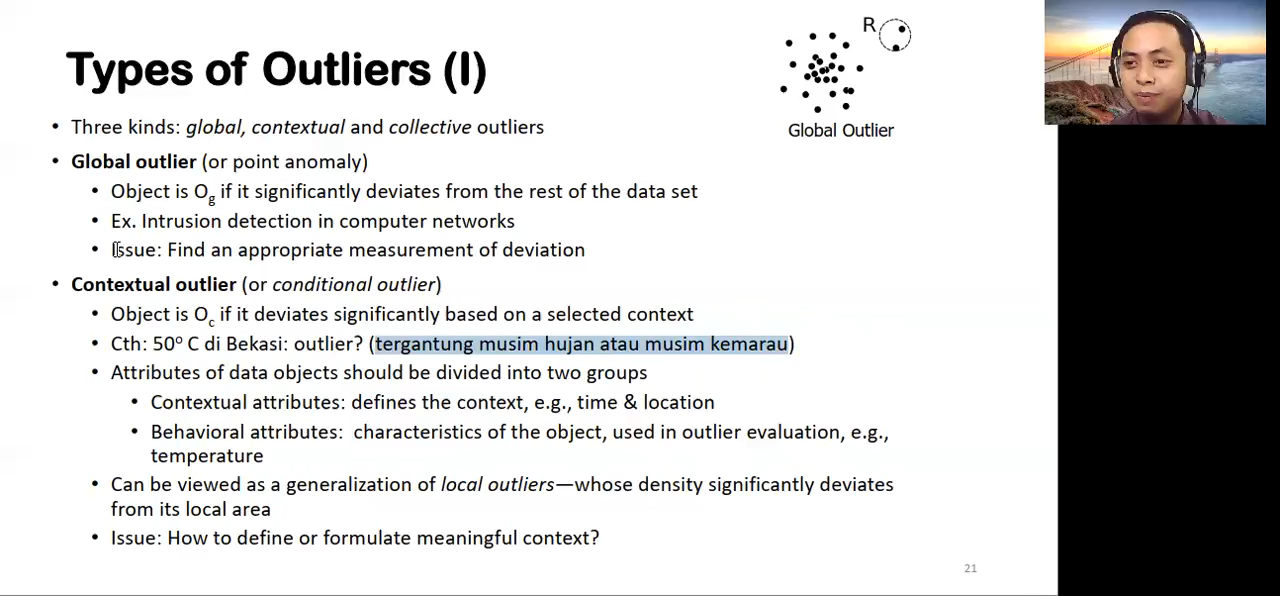 R
Types of Outliers (I)
Global Outlier
• Three kinds: global, contextual and collective outliers
• Global outlier (or point anomaly)
• Object is Og if it significantly deviates from the rest of the data set
• Ex. Intrusion detection in computer networks
• Issue: Find an appropriate measurement of deviation
• Contextual outlier (or conditional outlier)
• Object is Oc if it deviates significantly based on a selected context
• Cth: 50o C di Bekasi: outlier? (tergantung musim hujan atau musim kemarau)
• Attributes of data objects should be divided into two groups
• Contextual attributes: defines the context, e.g., time & location
• Behavioral attributes: characteristics of the object, used in outlier evaluation, e.g.,
temperature
• Can be viewed as a generalization of local outliers—whose density significantly deviates
from its local area
• Issue: How to define or formulate meaningful context?
21